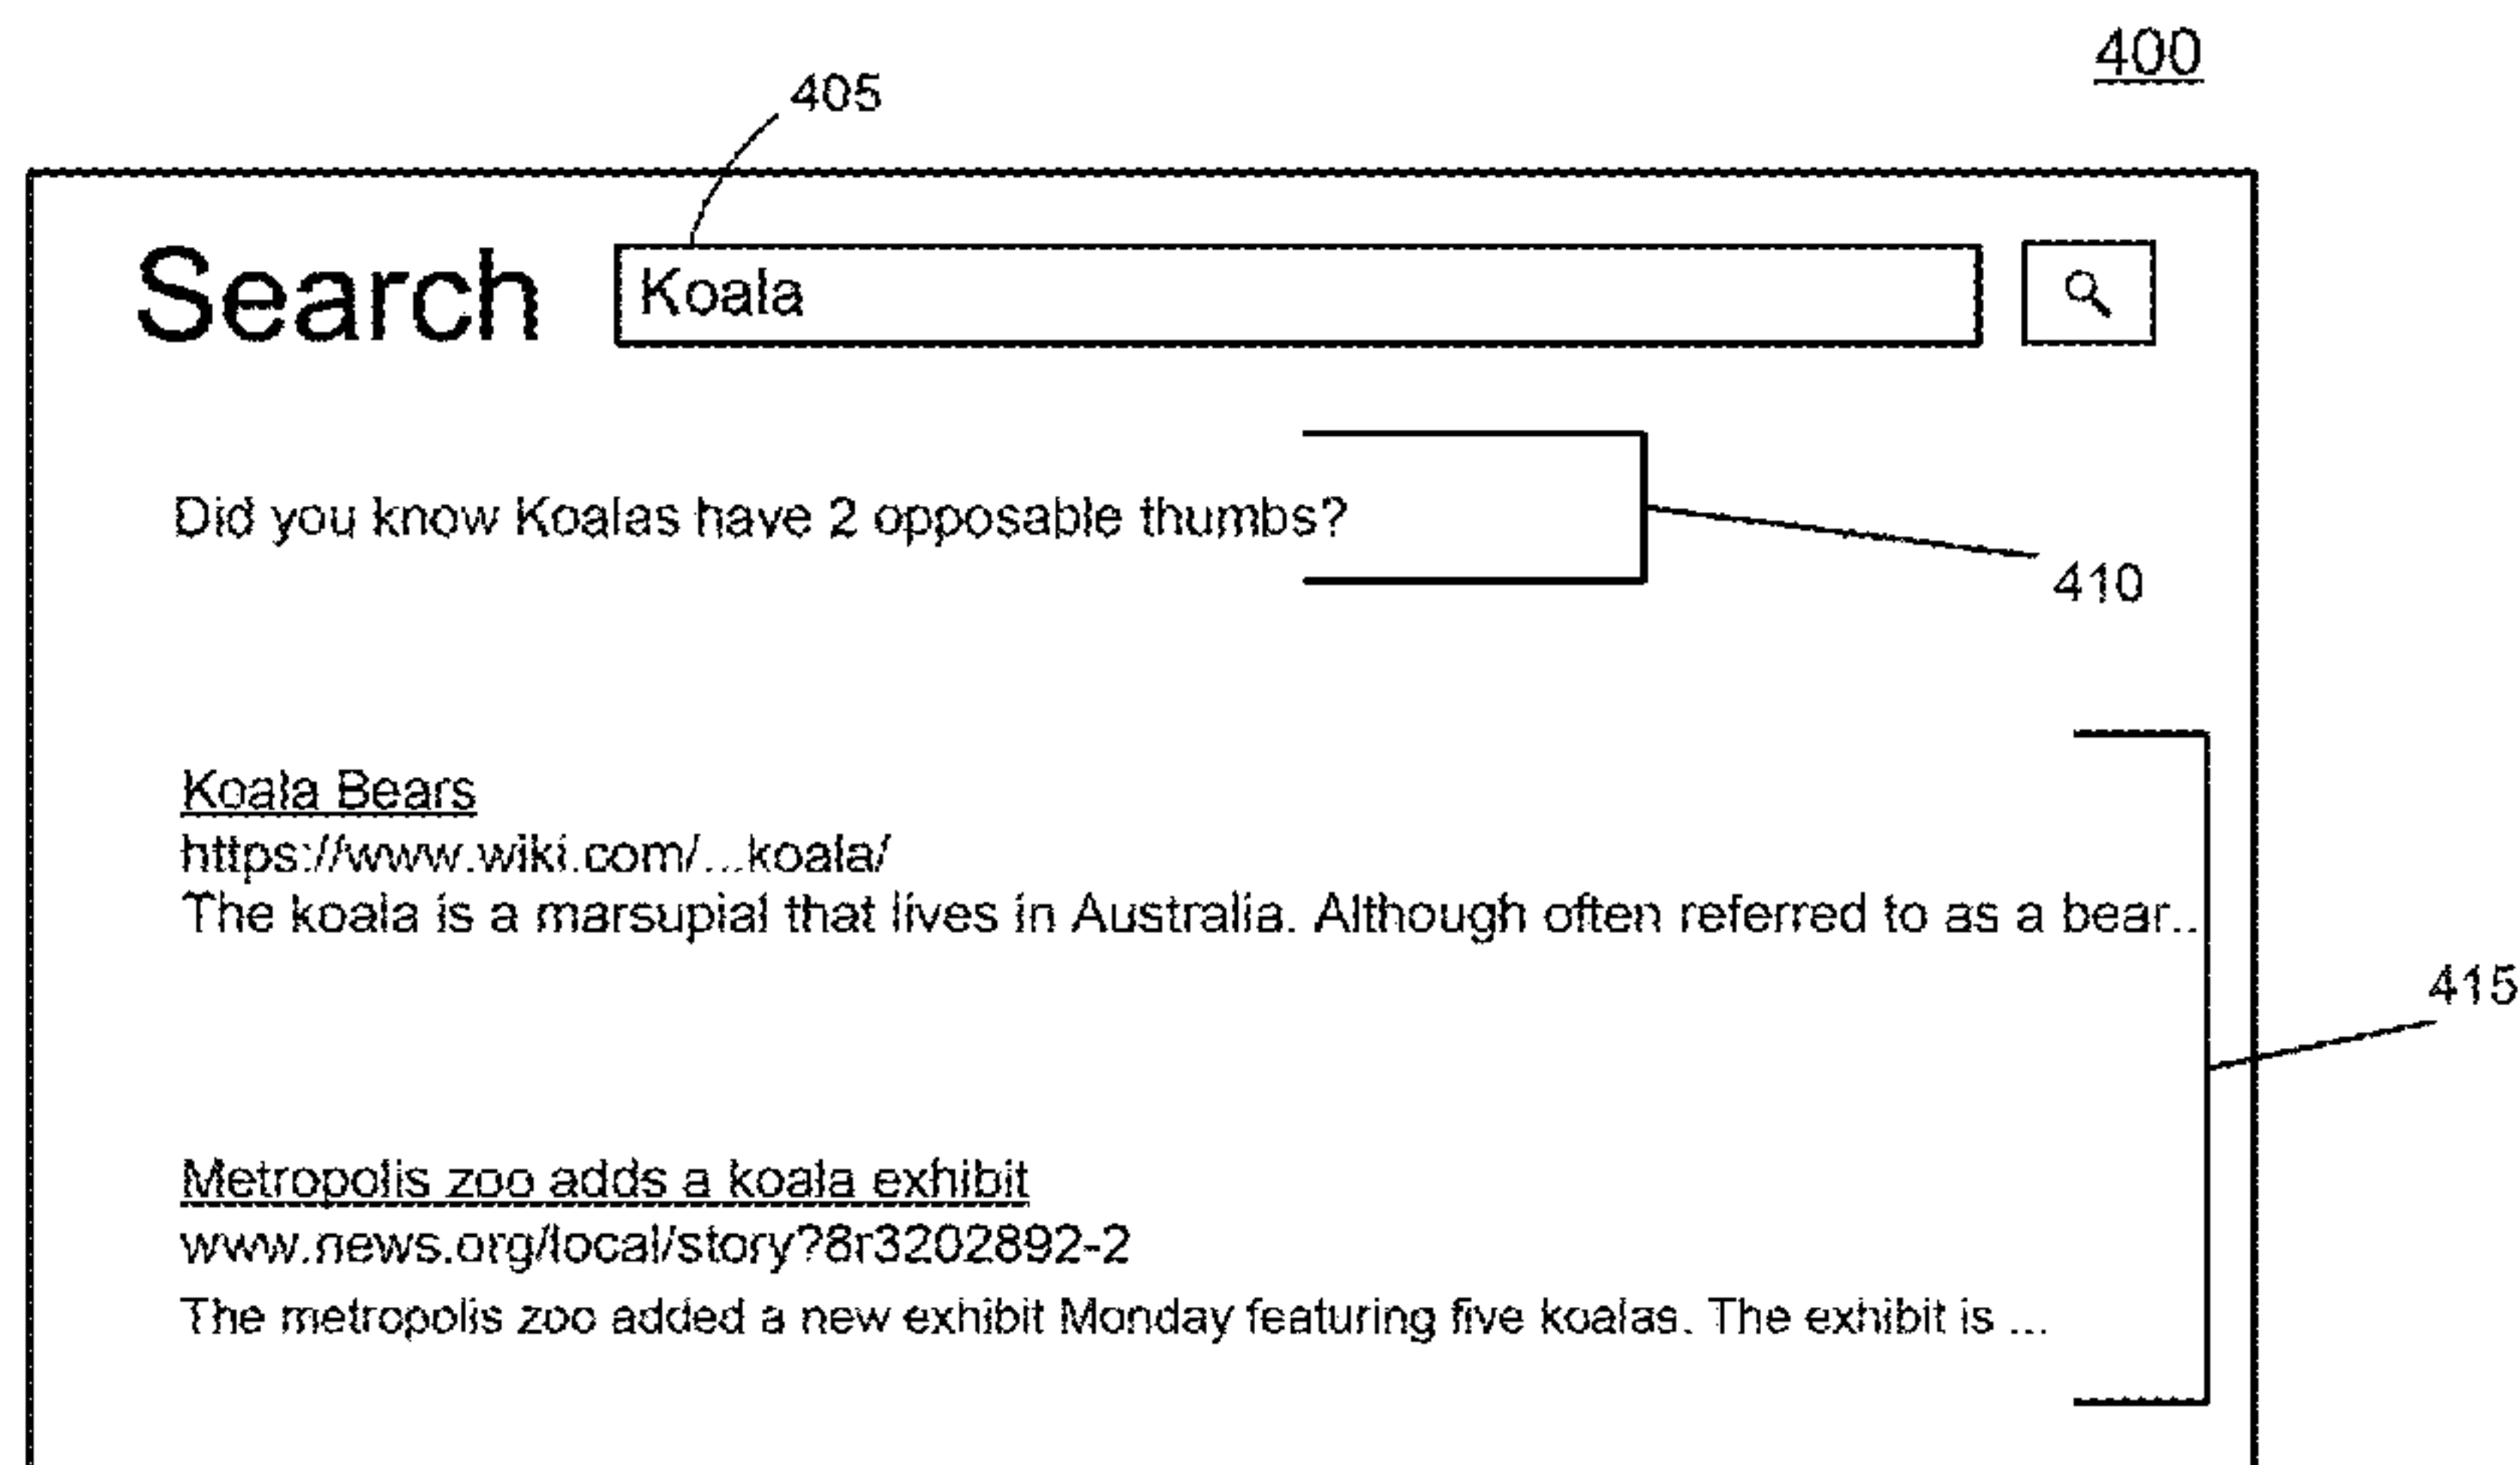 400
405
Search Koala
Did you know Koalas have 2 opposable thumbs?
410
Koala Bears
https://www.wiki.com/...koala/
The koala is a marsupial that lives in Australia. Although often referred to as a bear..
415
Metropolis zoo adds a koala exhibit
www.news.org/local/story?8r3202892-2
The metropolis zoo added a new exhibit Monday featuring five koalas. The exhibit is ...